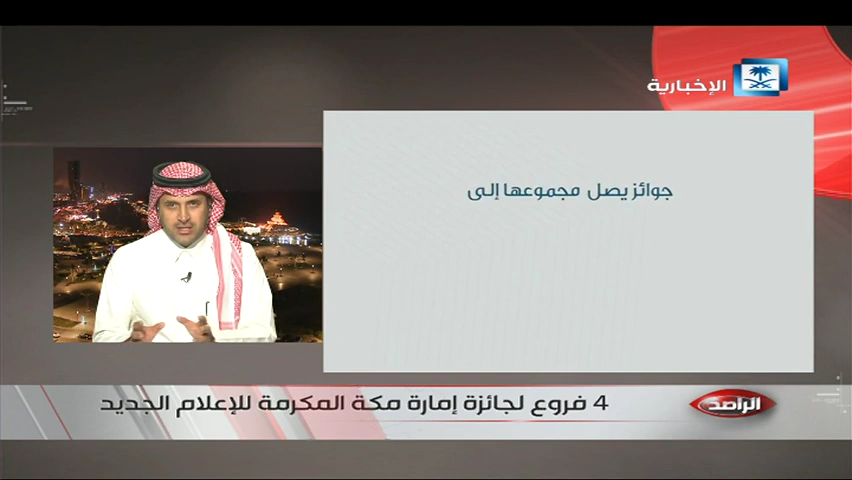 الإخبارية
جوائز يصل مجموعها إلى
الراصد
4 فروع لجائزة إمارة مكة المكرمة للإعلام الجديد